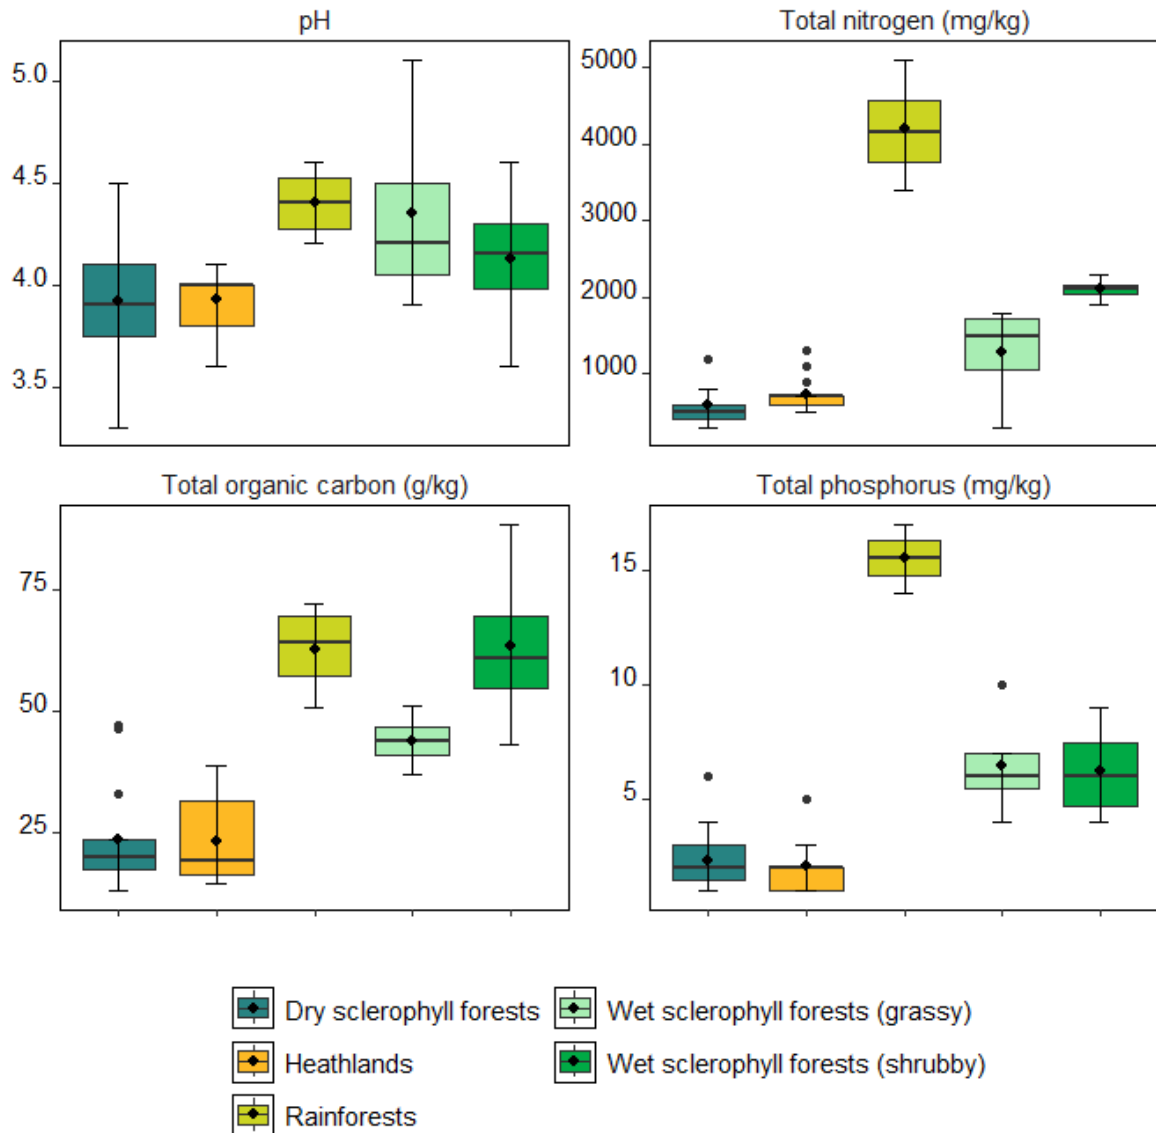 pH
Total nitrogen (mg/kg)
5.0
4.5
4.0
3.5
5000
4000
3000
2000
1000
Total organic carbon (g/kg)
Total phosphorus (mg/kg)
75
50
25
15
10
5
Dry sclerophyll forests
Wet sclerophyll forests (grassy)
Heathlands
Wet sclerophyll forests (shrubby)
Rainforests